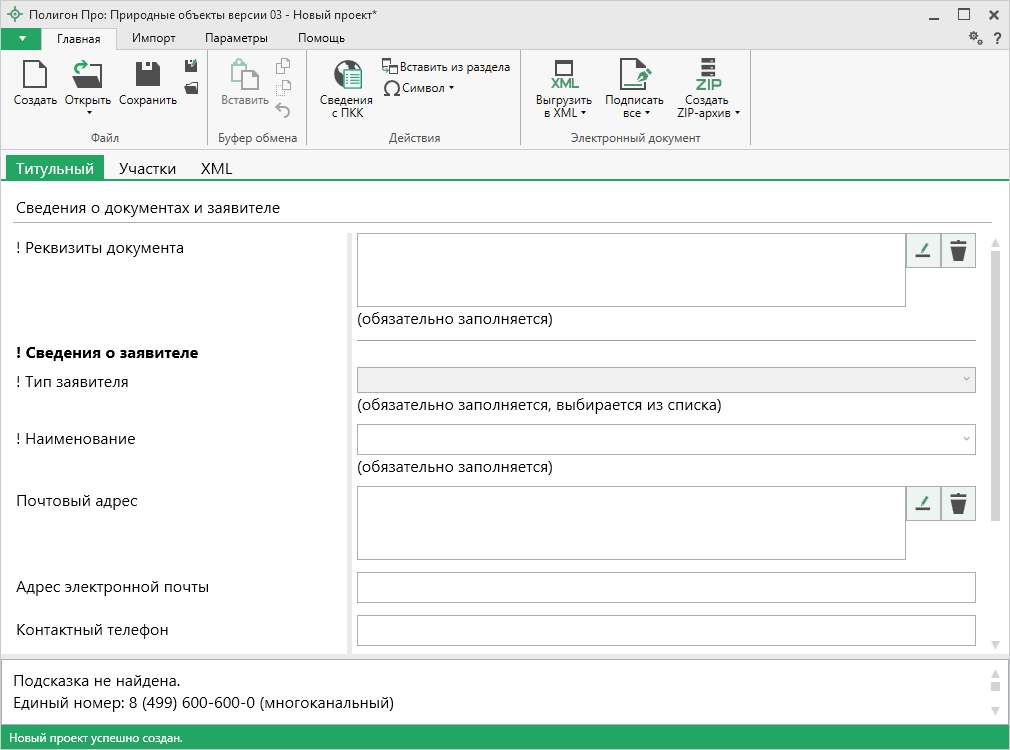 Полигон Про: Природные объекты версии 03 - Новый проект*
Главная Импорт Параметры Помощь ?
Создать Открыть Сохранить
Файл
Вставить
Буфер обмена
Сведения
с ПКК
Вставить из раздела
Символ
Действия
XML
Выгрузить
в XML
Подписать
все
ZIP
Создать
ZIP-архив
Электронный документ
Титульный Участки XML
Сведения о документах и заявителе
! Реквизиты документа
(обязательно заполняется)
! Сведения о заявителе
! Тип заявителя
(обязательно заполняется, выбирается из списка)
! Наименование
(обязательно заполняется)
Почтовый адрес
Адрес электронной почты
Контактный телефон
Подсказка не найдена.
Единый номер: 8 (499) 600-600-0 (многоканальный)
Новый проект успешно создан.